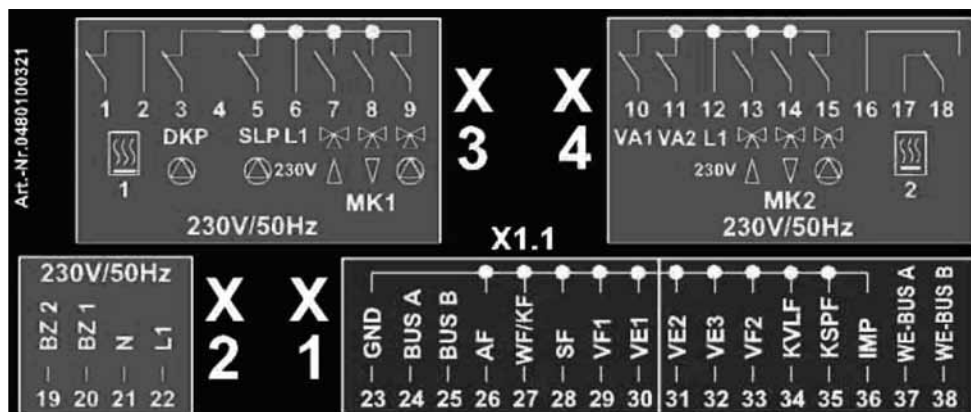 Art.-Nr.0480100321
1 2 3 4 5 6 7 8 9
DKP SLP L1
230V
1
MK1
230V/50Hz
X
3
X
4
10 11 12 13 14 15 16 17 18
VA1 VA2 L1
230V
2
MK2
230V/50Hz
X1.1
230V/50Hz
BZ 2 BZ 1 N L1
19 20 21 22
X
2
X
1
GND BUS A BUS B AF WF/KF SF VF1 VE1 VE2 VE3 VF2 KVLF KSPF IMP WE-BUS A WE-BUS B
23 24 25 26 27 28 29 30 31 32 33 34 35 36 37 38